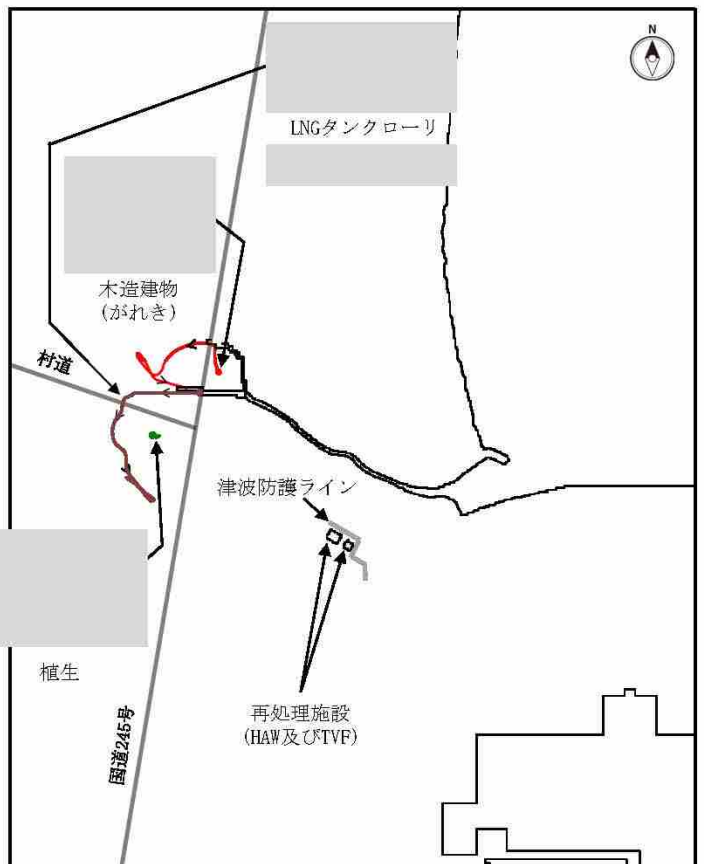 N
LNGタンクローリ
木造建物
(がれき)
村道
津波防護ライン
植生
再処理施設
(HAW及びTVF)
国道245号